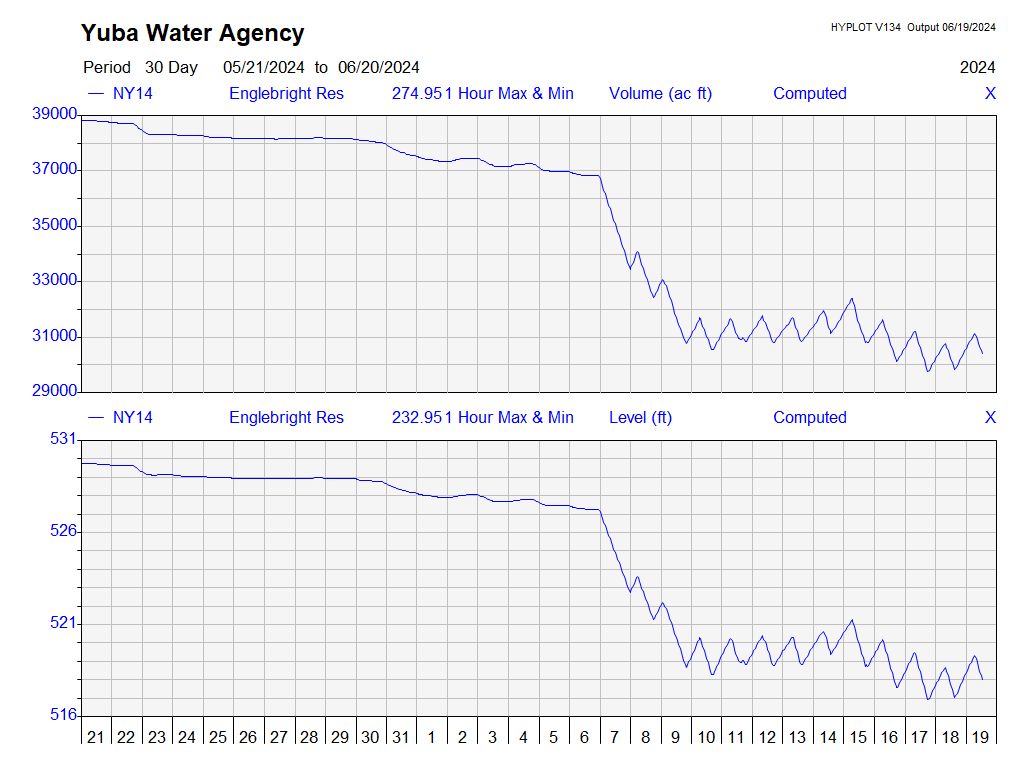 Yuba Water Agency
HYPLOT V134 Output 06/19/2024
Period 30 Day 05/21/2024 to 06/20/2024 2024
NY14 Englebright Res 274.951 Hour Max & Min Volume (ac ft) Computed X
39000
37000
35000
33000
31000
29000
NY14 Englebright Res 232.951 Hour Max & Min Level (ft) Computed X
531
526
521
516
21 22 23 24 25 26 27 28 29 30 31 1 2 3 4 5 6 7 8 9 10 11 12 13 14 15 16 17 18 19